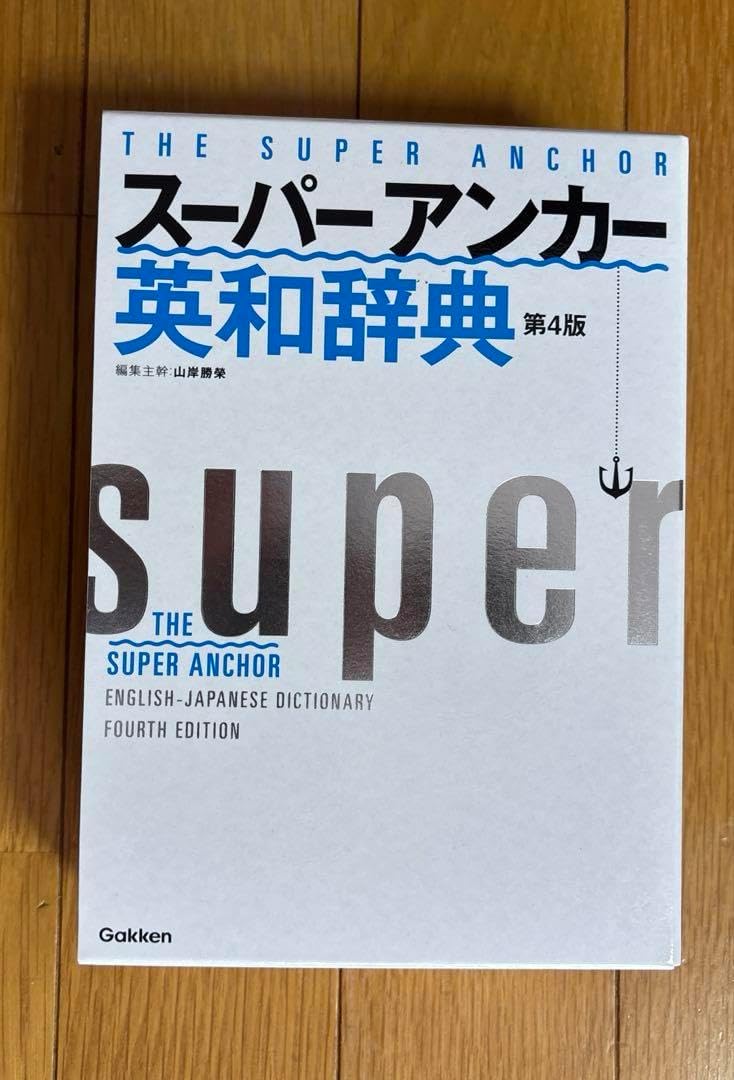 THE SUPER ANCHOR
スーパーアンカー
英和辞典 第4版
編集主幹:山岸勝榮
super
THE
SUPER ANCHOR
ENGLISH-JAPANESE DICTIONARY
FOURTH EDITION
Gakken